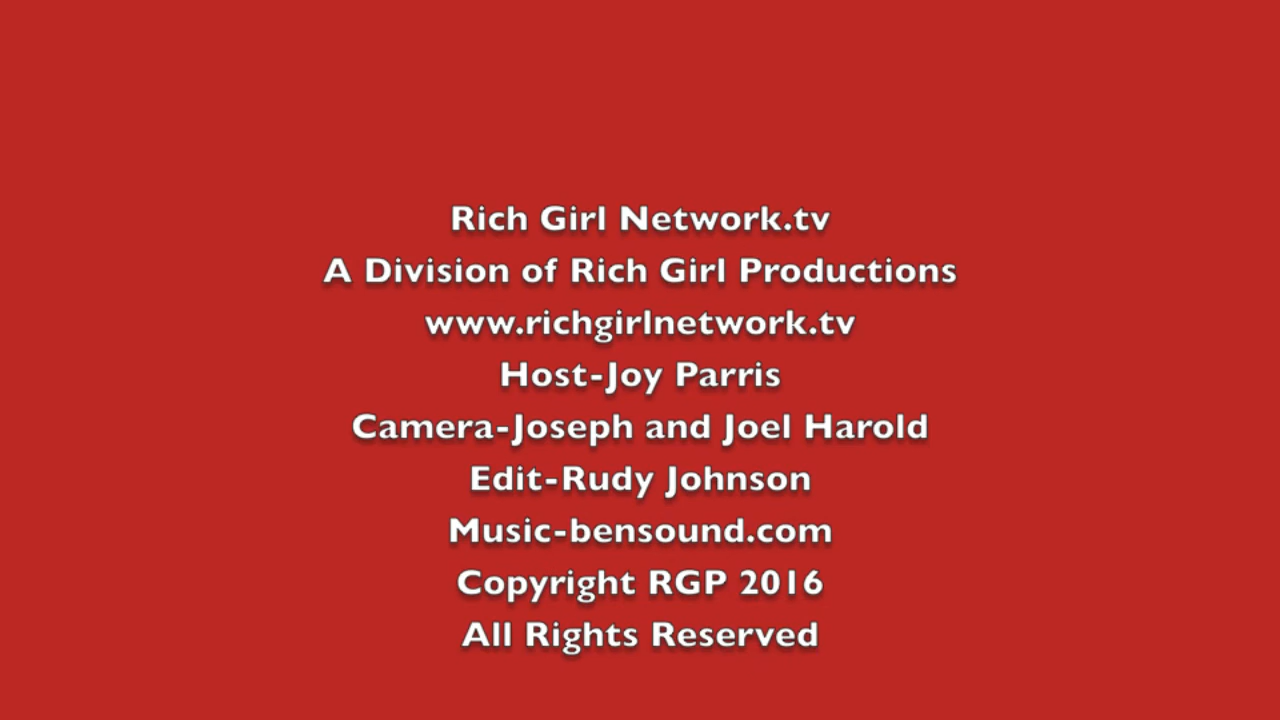 Rich Girl Network.tv
A Division of Rich Girl Productions
www.richgirlnetwork.tv
Host-Joy Parris
Camera-Joseph and Joel Harold
Edit-Rudy Johnson
Music-bensound.com
Copyright RGP 2016
All Rights Reserved